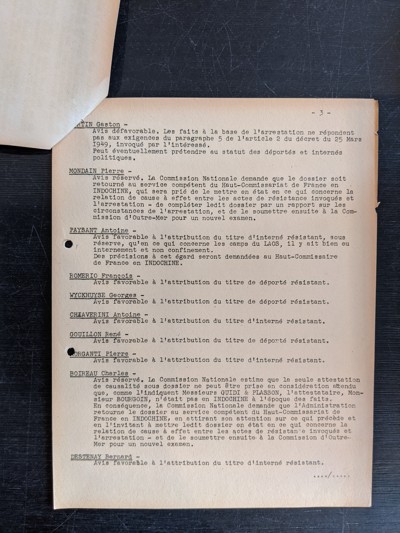 - 3 -
RTIN Gaston -
Avis défavorable. Les faits à la base de l'arrestation ne répondent
pas aux exigences du paragraphe 5 de l'article 2 du décret du 25 Mars
1949, invoqué par l'intéressé.
Peut éventuellement prétendre au statut des déportés et internés
politiques.
MONDAIN Pierre -
Avis réservé. La Commission Nationale demande que le dossier soit
retourné au service compétent du Haut-Commissariat de France en
INDOCHINE, qui sera prié de le mettre en état en ce qui concerne la
relation de cause à effet entre les actes de résistance invoqués et
l'arrestation - de compléter ledit dossier par un rapport sur les
circonstances de l'arrestation, et de le soumettre ensuite à la Com-
mission d'Outre-Mer pour un nouvel examen.
PAYRANT Antoine -
Avis favorable à l'attribution du titre d'interné résistant, sous
réserve, qu'en ce qui concerne les camps du LAOS, il y ait bien eu
internement et non confinement.
Des précisions à cet égard seront demandées au Haut-Commissaire
de France en INDOCHINE.
ROMERIO François -
Avis favorable à l'attribution du titre de déporté résistant.
WYCKHUYSE Georges -
Avis favorable à l'attribution du titre de déporté résistant.
CHIAVERINI Antoine -
Avis favorable à l'attribution du titre d'interné résistant.
GOUILLON René -
Avis favorable à l'attribution du titre d'interné résistant.
MORGANTI Pierre -
Avis favorable à l'attribution du titre d'interné résistant.
BOIREAU Charles -
Avis réservé. La Commission Nationale estime que la seule attestation
de causalité sous dossier ne peut être prise en considération étendu
que, comme l'indiquent Messieurs GUIDI & PLASSON, l'attestataire, Mon-
sieur BOURGOIN, n'était pas en INDOCHINE à l'époque des faits.
En conséquence, la Commission Nationale demande que l'Administration
retourne le dossier au service compétent du Haut-Commissariat de
France en INDOCHINE, en attirant son attention sur ce qui précède et
en l'invitant à mettre ledit dossier en état en ce qui concerne la
relation de cause à effet entre les actes de résistance invoqués et
l'arrestation - et de le soumettre ensuite à la Commission d'Outre-
Mer pour un nouvel examen.
DESTENAY Bernard -
Avis favorable à l'attribution du titre d'interné résistant.
..../.....